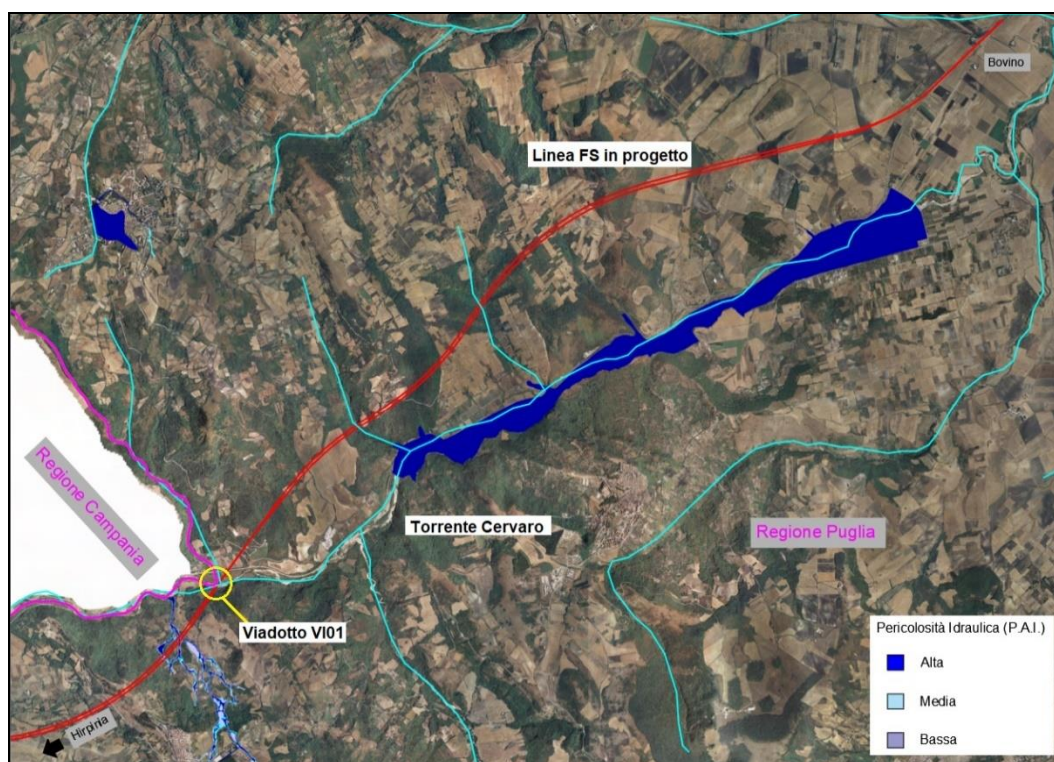 Bovino
Linea FS in progetto
Regione Campania
Torrente Cervaro
Regione Puglia
Viadotto VI01
Hirpinia
Pericolosità Idraulica (P.A.I.)
Alta
Media
Bassa